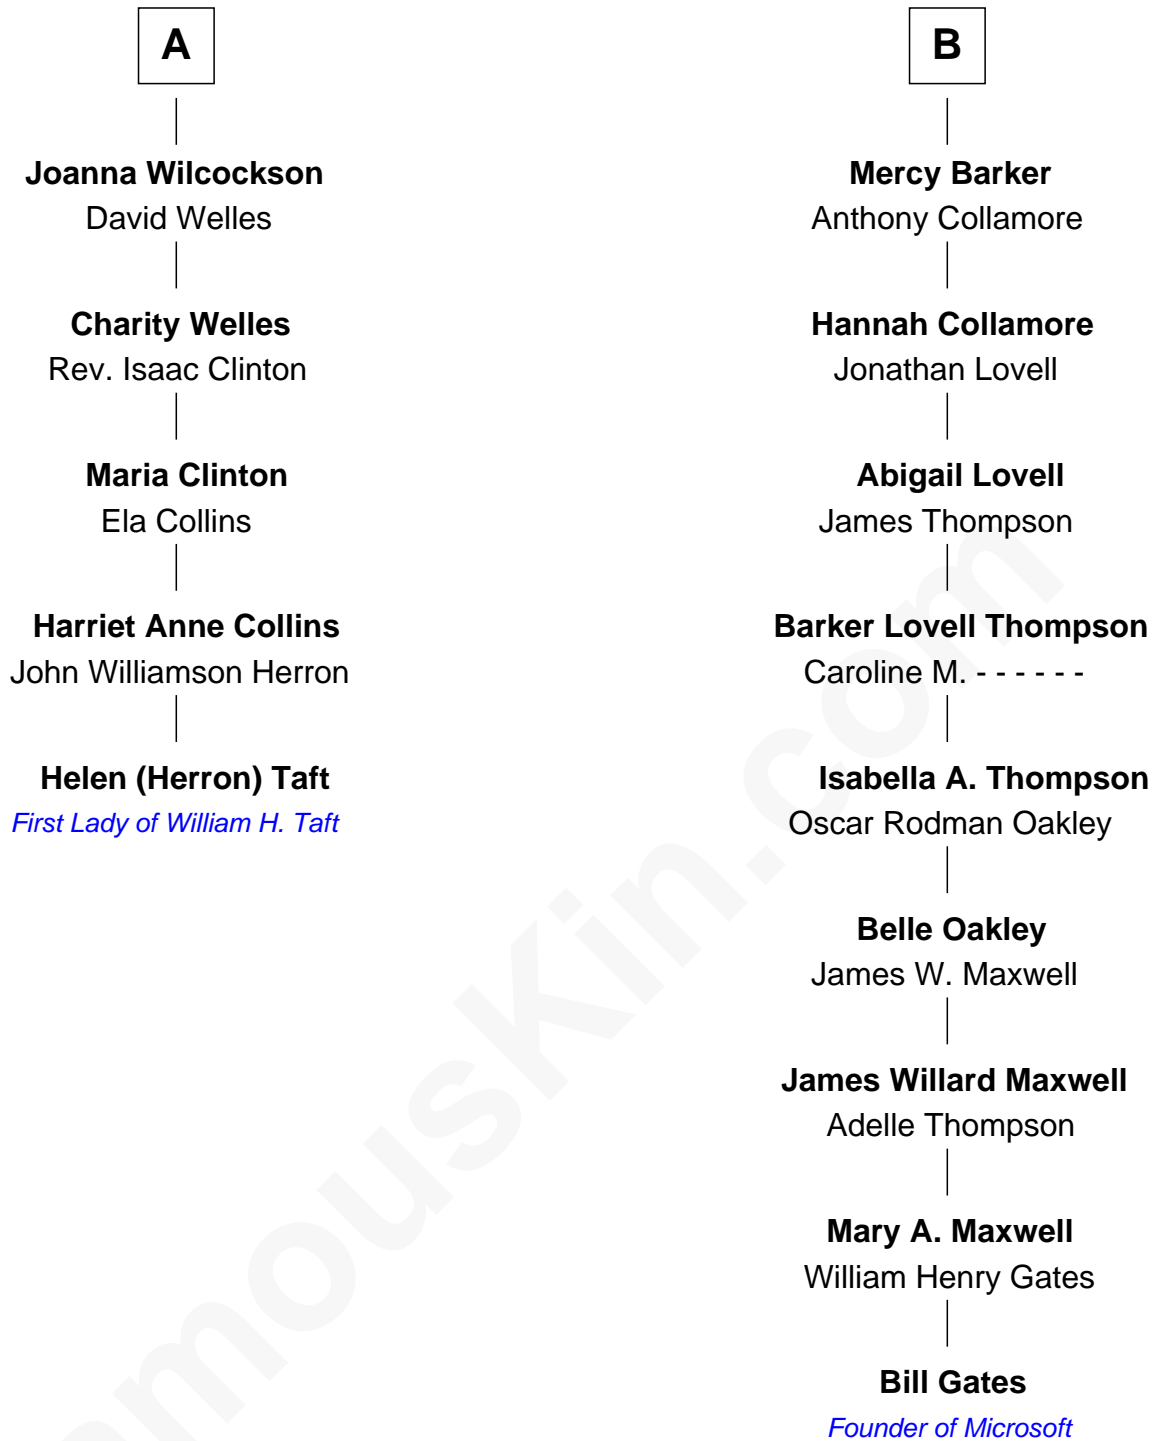 A
Joanna Wilcockson
David Welles
Charity Welles
Rev. Isaac Clinton
Maria Clinton
Ela Collins
Harriet Anne Collins
John Williamson Herron
Helen (Herron) Taft
First Lady of William H. Taft
B
Mercy Barker
Anthony Collamore
Hannah Collamore
Jonathan Lovell
Abigail Lovell
James Thompson
Barker Lovell Thompson
Caroline M. - - - - - -
Isabella A. Thompson
Oscar Rodman Oakley
Belle Oakley
James W. Maxwell
James Willard Maxwell
Adelle Thompson
Mary A. Maxwell
William Henry Gates
Bill Gates
Founder of Microsoft
amouskin.com